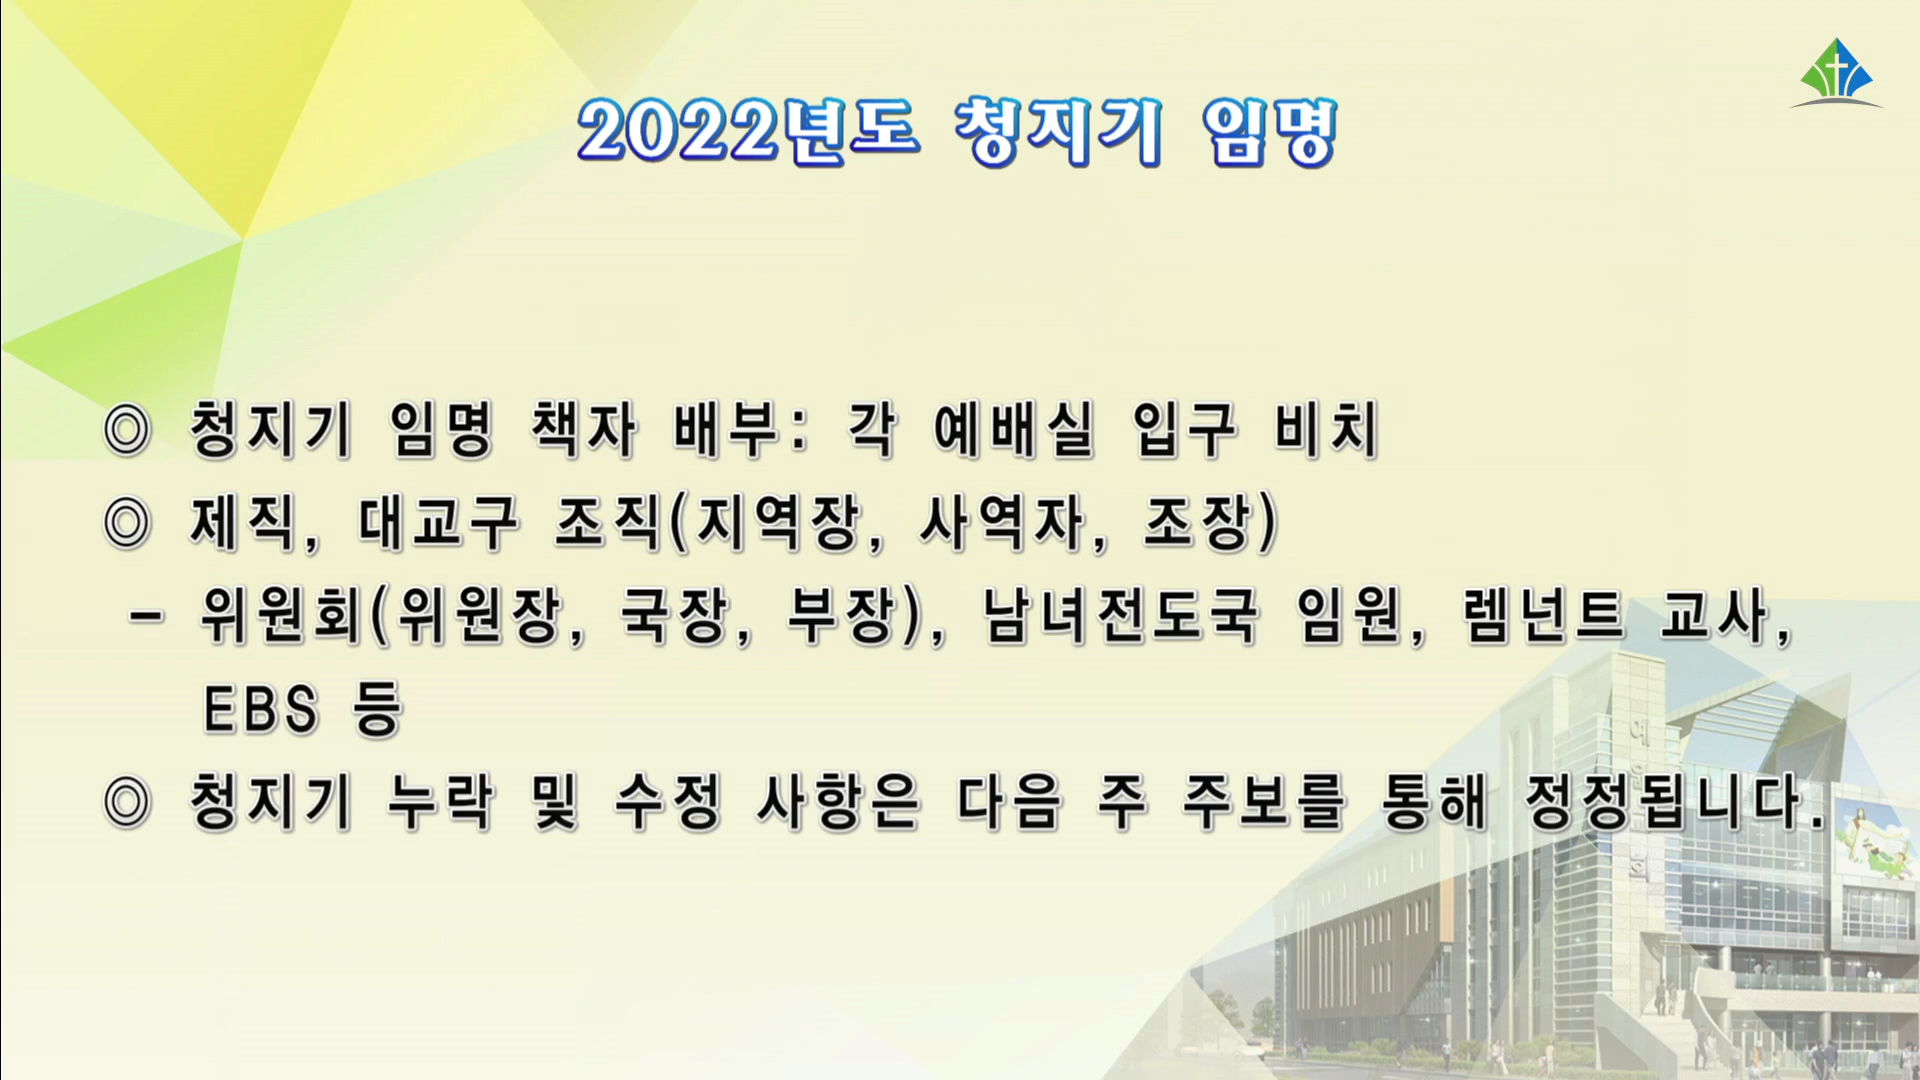 2022년도 청지기 임명
◎ 청지기 임명 책자 배부: 각 예배실 입구 비치
◎ 제직, 대교구 조직(지역장, 사역자, 조장)
- 위원회(위원장, 국장, 부장), 남녀전도국 임원, 렘넌트 교사,
EBS 등
◎ 청지기 누락 및 수정 사항은 다음 주 주보를 통해 정정됩니다.